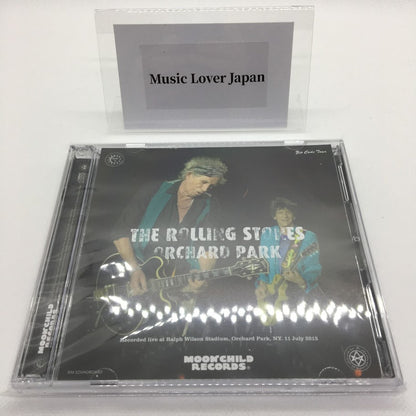 Music Lover Japan
Zip Code Tour
THE ROLLING STONES
ORCHARD PARK
Recorded live at Ralph Wilson Stadium, Orchard Park, NY. 11 July 2015
MOONCHILD
RECORDS
MOONCHILD
RECORDS